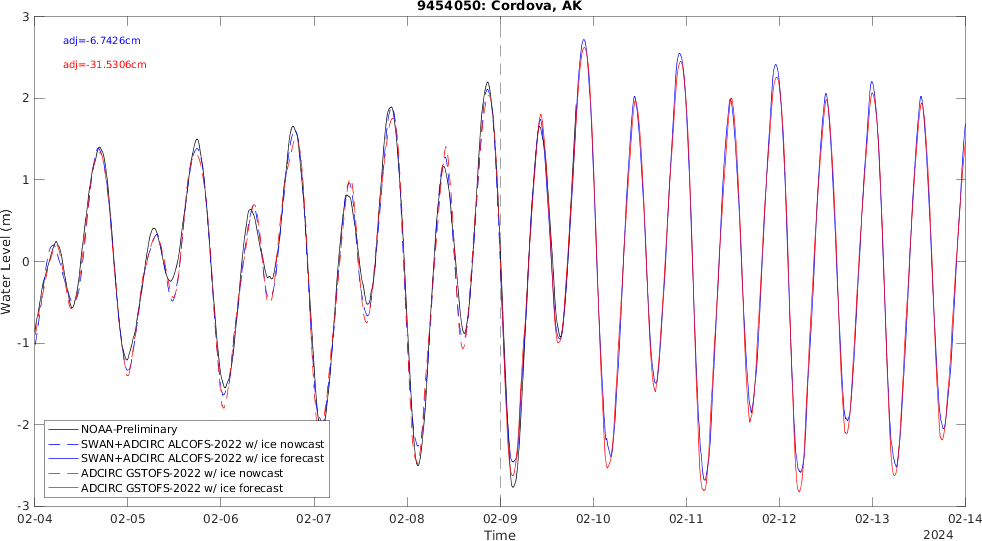 9454050: Cordova, AK
adj=-6.7426cm
adj=-31.5306cm
Water Level (m)
3
2
1
0
-1
-2
-3
NOAA-Preliminary
SWAN+ADCIRC ALCOFS-2022 w/ ice nowcast
SWAN+ADCIRC ALCOFS-2022 w/ ice forecast
ADCIRC GSTOFS-2022 w/ ice nowcast
ADCIRC GSTOFS-2022 w/ ice forecast
02-04 02-05 02-06 02-07 02-08 02-09 02-10 02-11 02-12 02-13 02-14
Time
2024